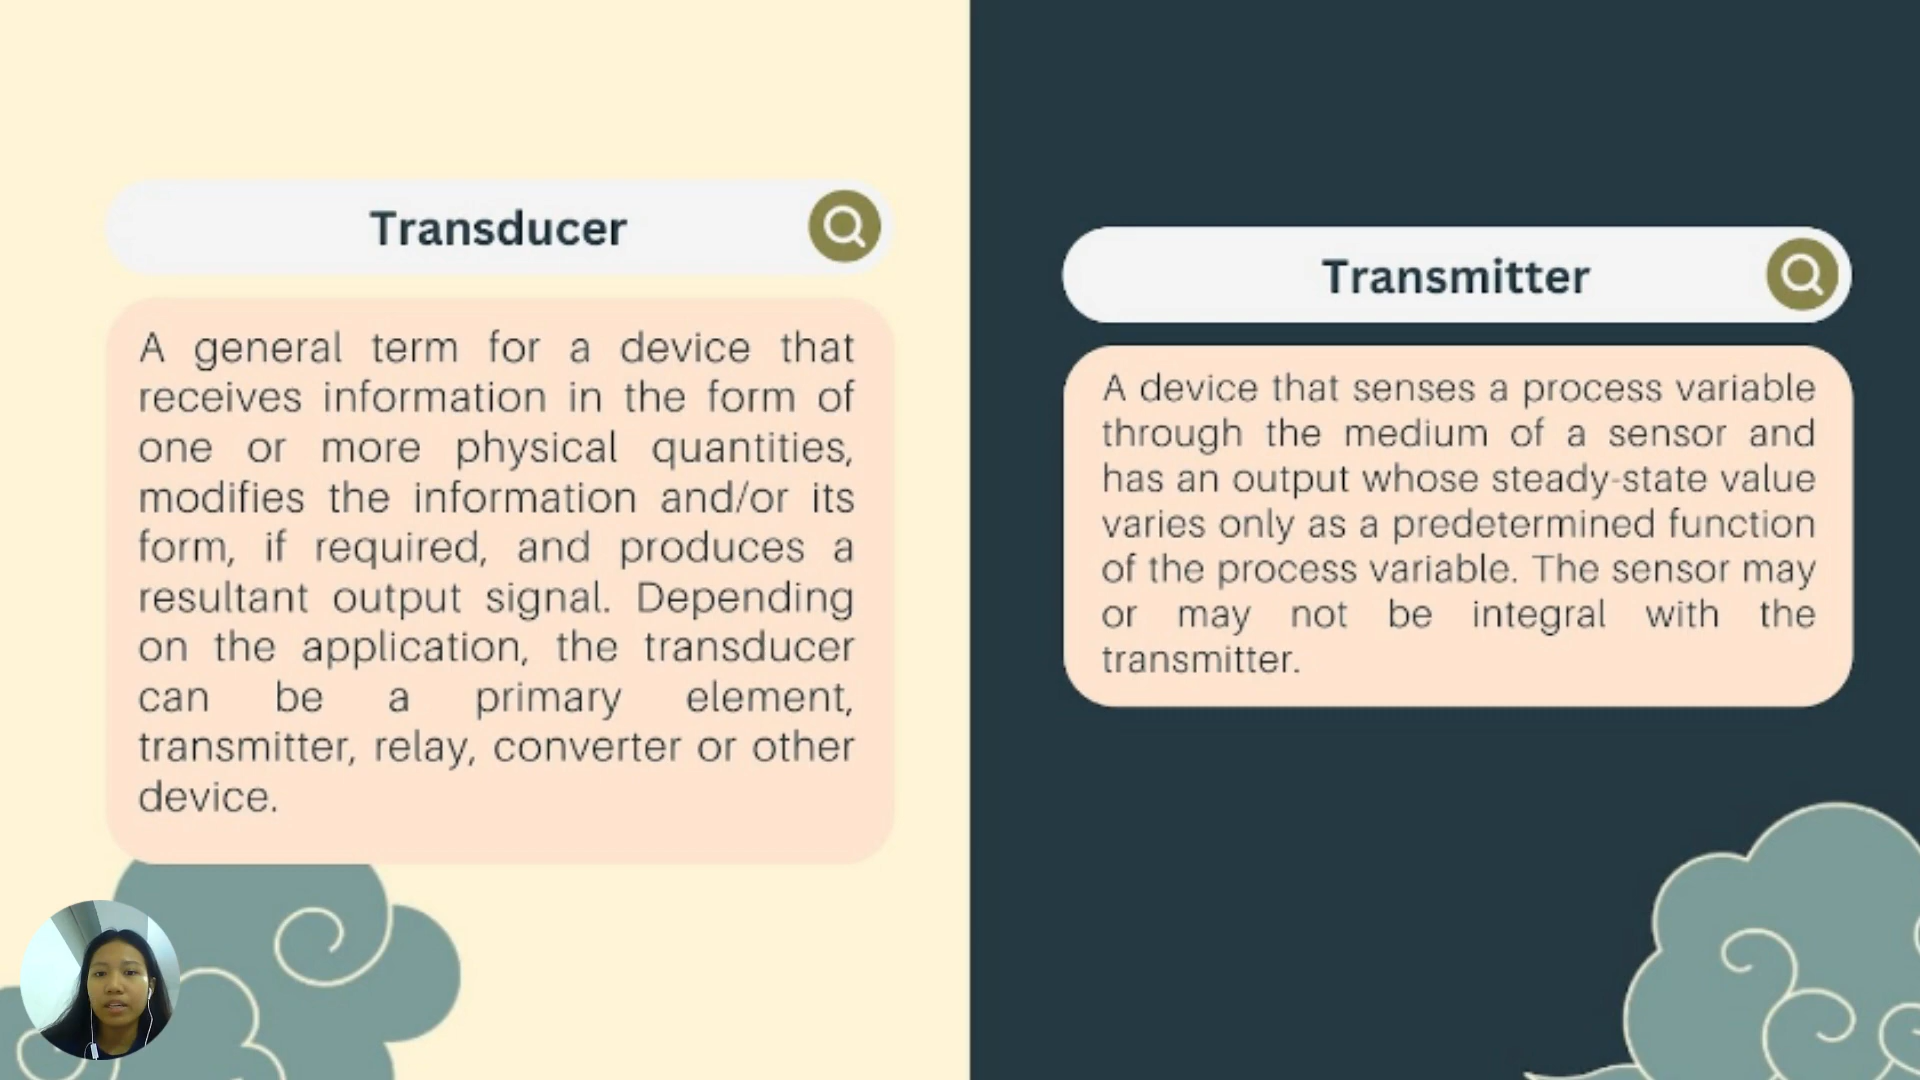 Transducer
A general term for a device that
receives information in the form of
one or more physical quantities,
modifies the information and/or its
form, if required, and produces a
resultant output signal. Depending
on the application, the transducer
can be a primary element,
transmitter, relay, converter or other
device.
Transmitter
A device that senses a process variable
through the medium of a sensor and
has an output whose steady-state value
varies only as a predetermined function
of the process variable. The sensor may
or may not be integral with the
transmitter.